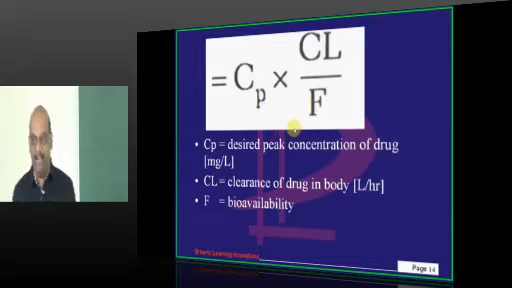 = Cp × CL/F
• Cp = desired peak concentration of drug
[mg/L]
• CL = clearance of drug in body [L/hr]
• F = bioavailability
Page 14